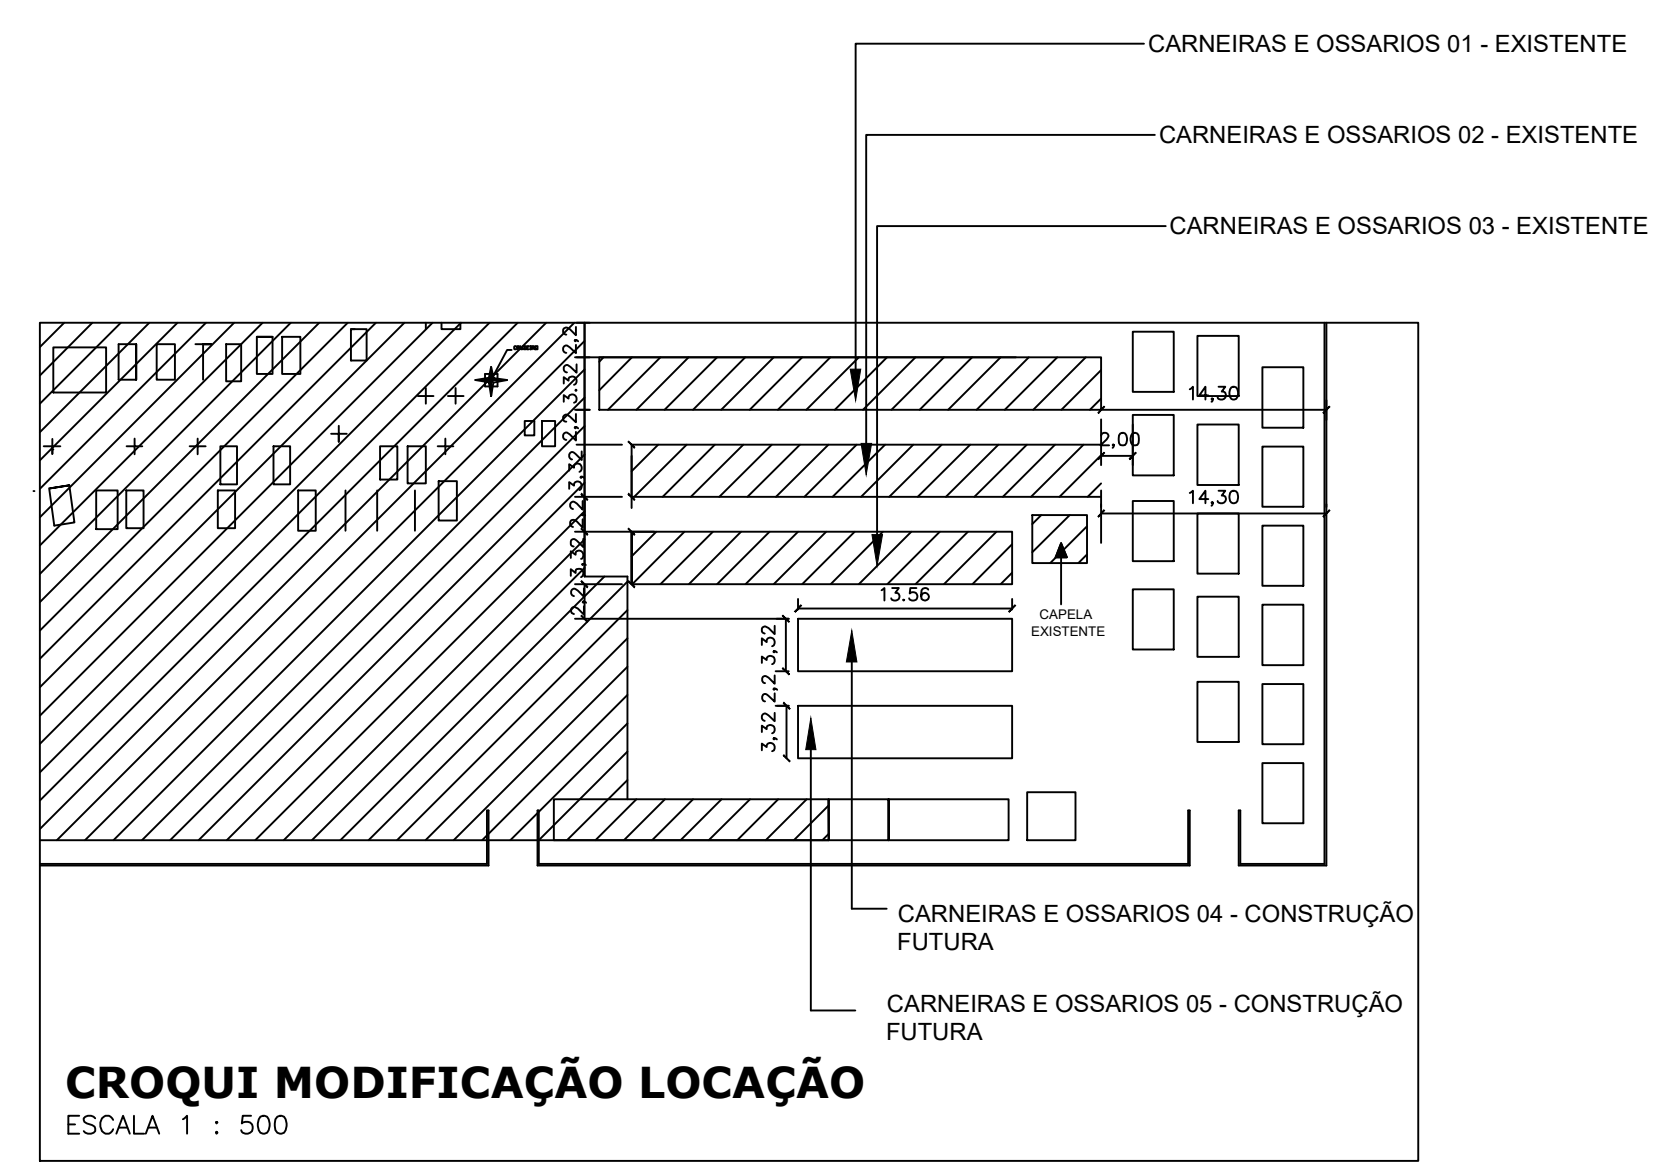 CARNEIRAS E OSSARIOS 01 - EXISTENTE
CARNEIRAS E OSSARIOS 02 - EXISTENTE
CARNEIRAS E OSSARIOS 03 - EXISTENTE
2,2
3.32
14,30
2,2
2,00
3,32
14,30
2,2
3,32
2,2
13.56
CAPELA
EXISTENTE
3,32
2,2
3,32
CARNEIRAS E OSSARIOS 04 - CONSTRUÇÃO
FUTURA
CARNEIRAS E OSSARIOS 05 - CONSTRUÇÃO
FUTURA
CROQUI MODIFICAÇÃO LOCAÇÃO
ESCALA 1 : 500